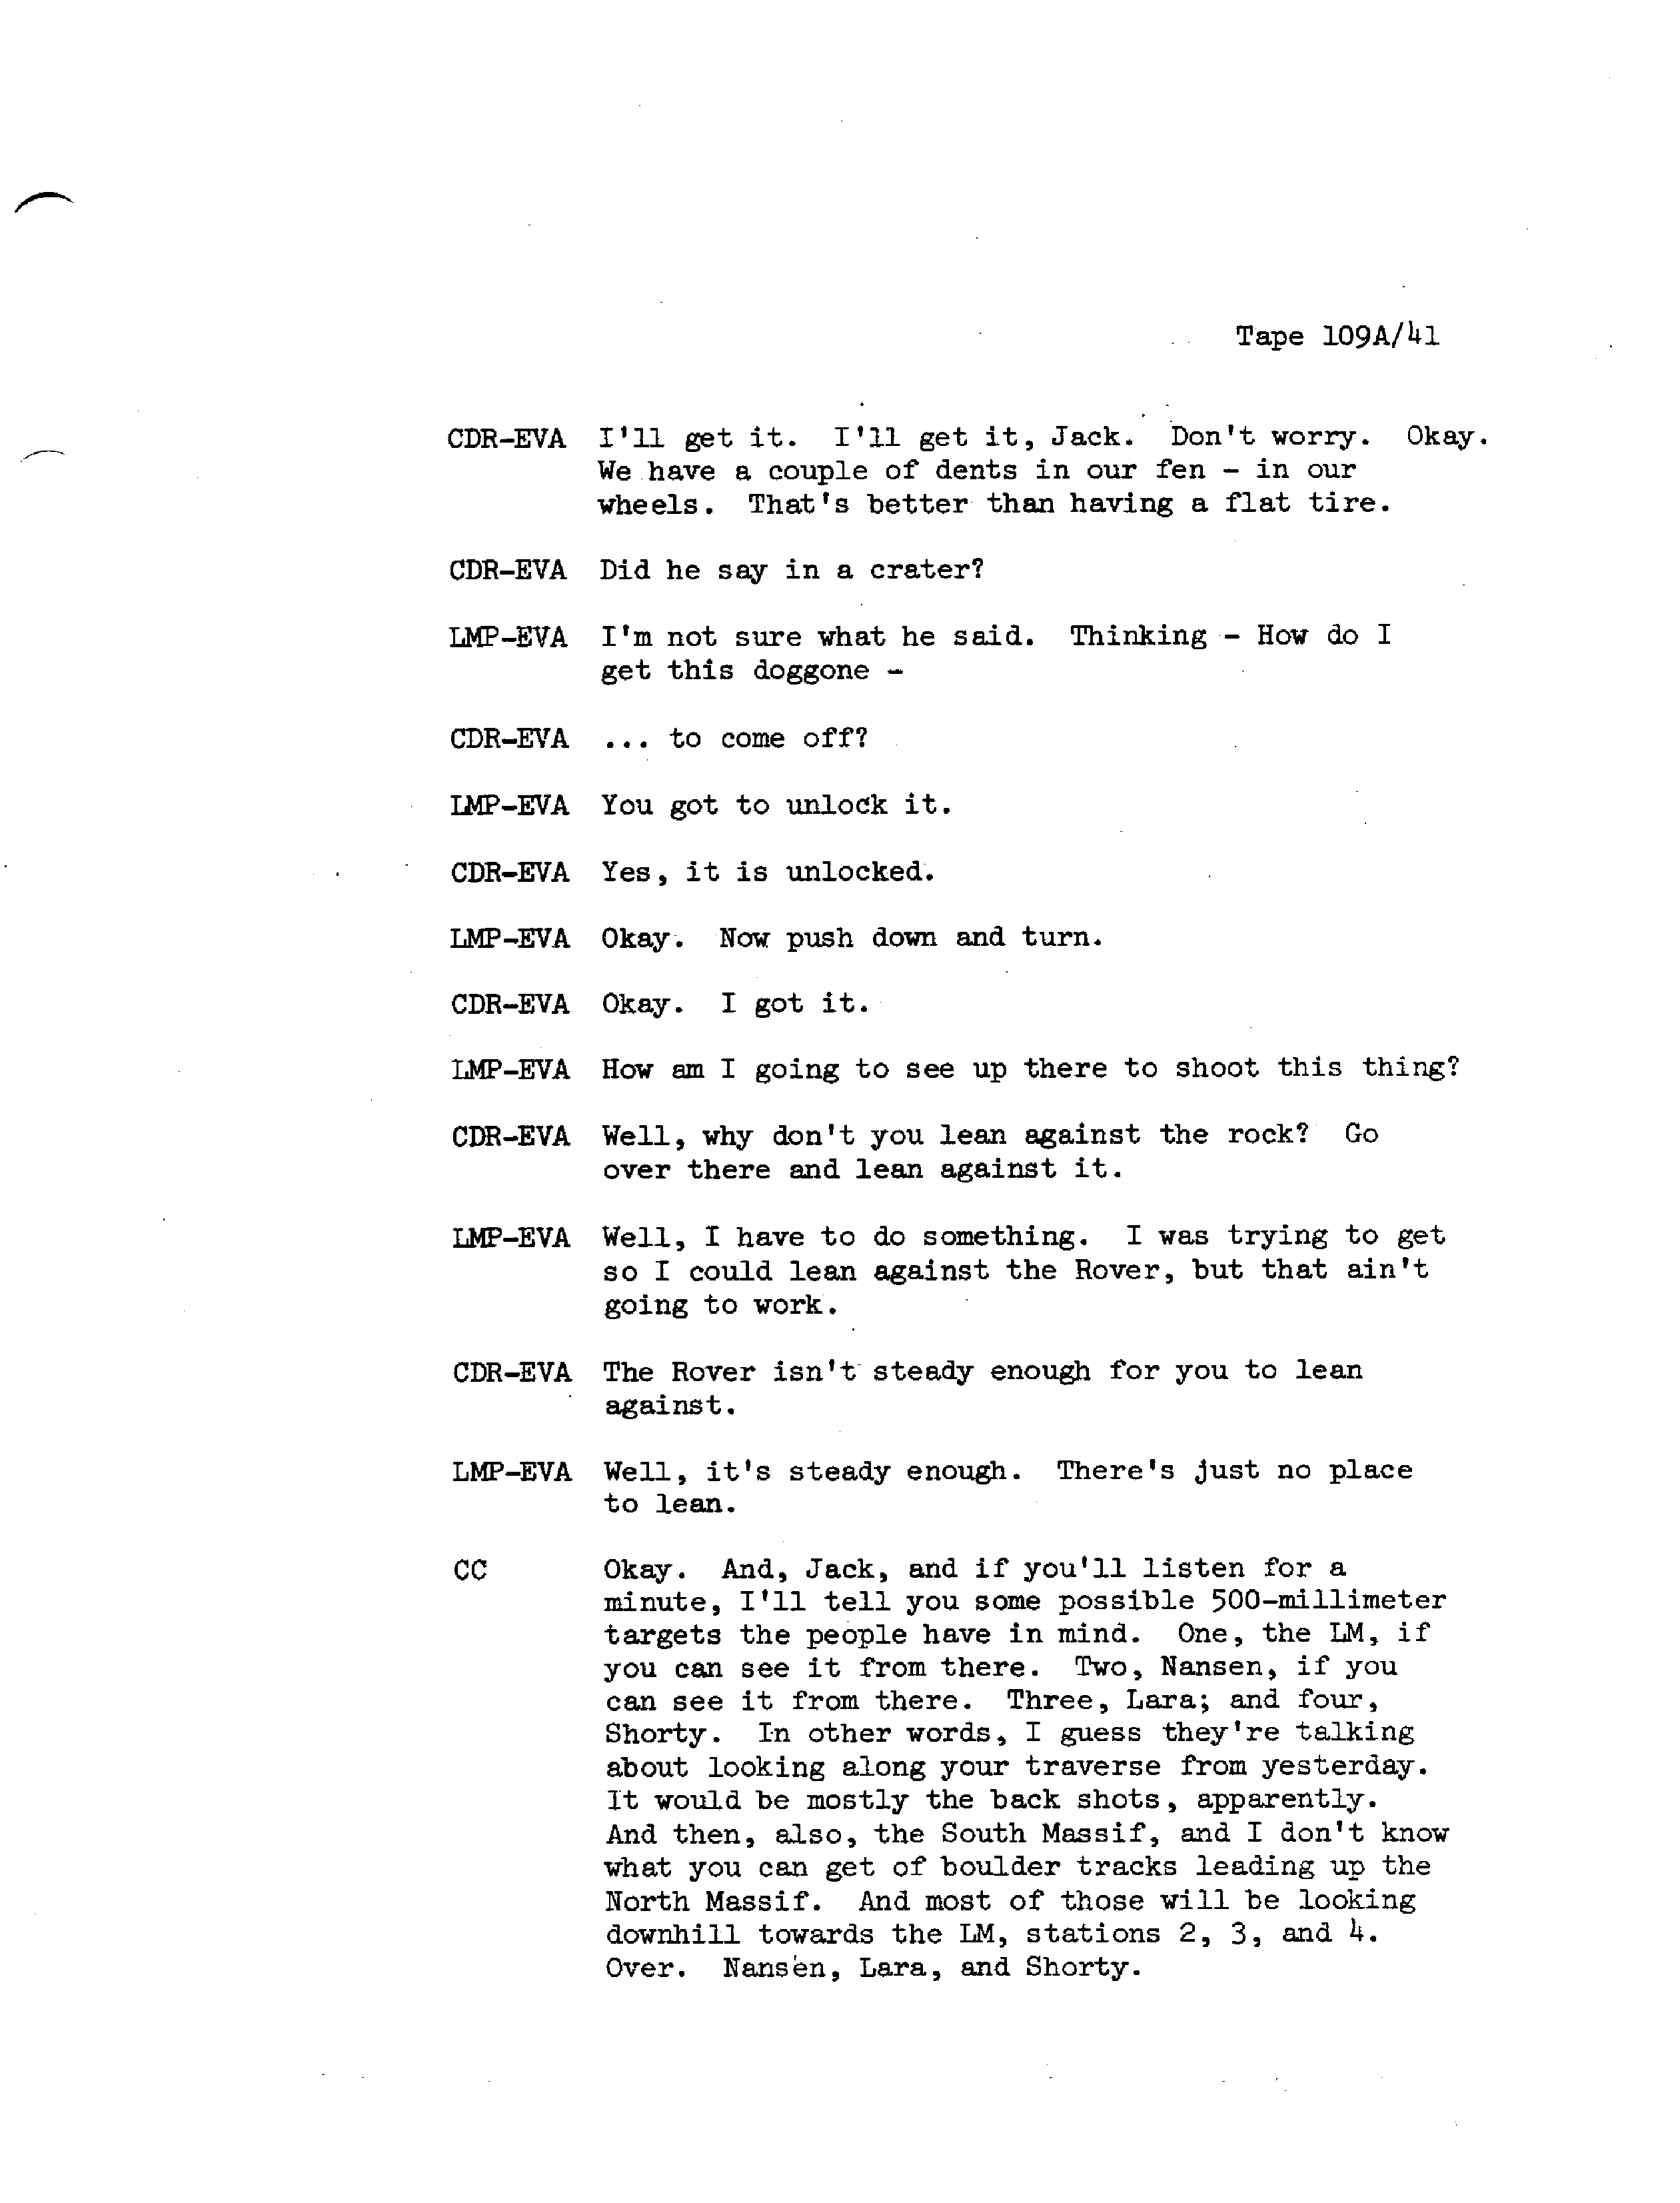 Tape 109A/41
CDR-EVA I'll get it. I'll get it, Jack. Don't worry. Okay.
We have a couple of dents in our fen - in our
wheels. That's better than having a flat tire.
CDR-EVA Did he say in a crater?
LMP-EVA I'm not sure what he said. Thinking - How do I
get this doggone -
CDR-EVA ... to come off?
LMP-EVA You got to unlock it.
CDR-EVA Yes, it is unlocked.
LMP-EVA Okay. Now push down and turn.
CDR-EVA Okay. I got it.
LMP-EVA How am I going to see up there to shoot this thing?
CDR-EVA Well, why don't you lean against the rock? Go
over there and lean against it.
LMP-EVA Well, I have to do something. I was trying to get
so I could lean against the Rover, but that ain't
going to work.
CDR-EVA The Rover isn't steady enough for you to lean
against.
LMP-EVA Well, it's steady enough. There's just no place
to lean.
CC Okay. And, Jack, and if you'll listen for a
minute, I'll tell you some possible 500-millimeter
targets the people have in mind. One, the LM, if
you can see it from there. Two, Nansen, if you
can see it from there. Three, Lara; and four,
Shorty. In other words, I guess they're talking
about looking along your traverse from yesterday.
It would be mostly the back shots, apparently.
And then, also, the South Massif, and I don't know
what you can get of boulder tracks leading up the
North Massif. And most of those will be looking
downhill towards the LM, stations 2, 3, and 4.
Over. Nansen, Lara, and Shorty.